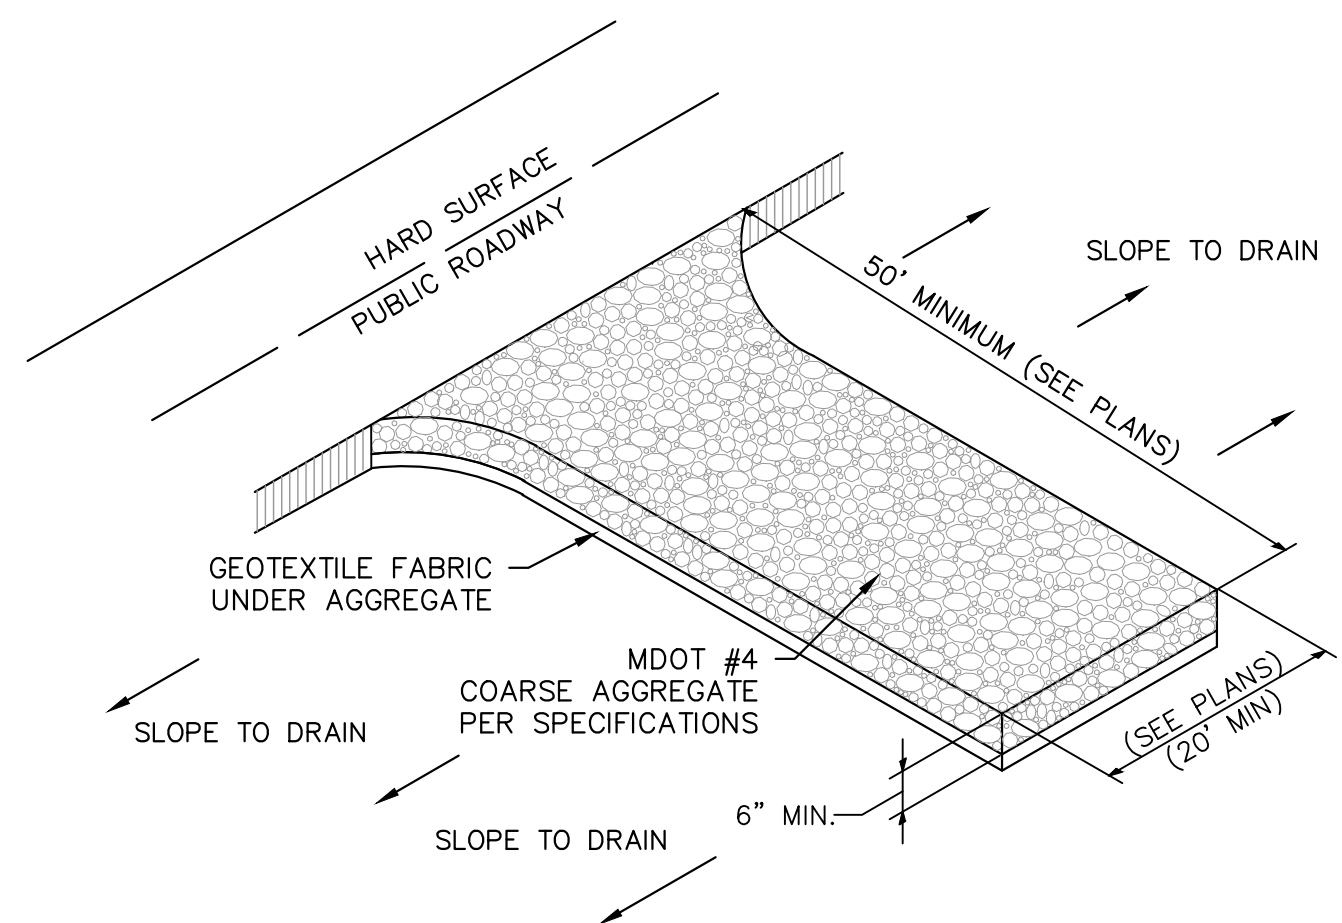 HARD SURFACE
PUBLIC ROADWAY
SLOPE TO DRAIN
50' MINIMUM (SEE PLANS)
GEOTEXTILE FABRIC
UNDER AGGREGATE
MDOT #4
COARSE AGGREGATE
PER SPECIFICATIONS
(SEE PLANS)
(20' MIN)
SLOPE TO DRAIN
6” MIN.
SLOPE TO DRAIN